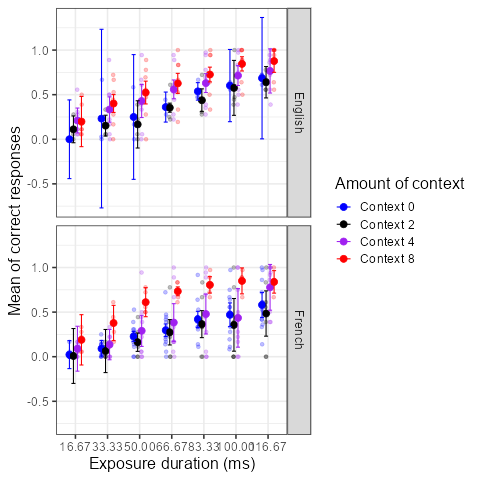 Mean of correct responses
1.0
0.5
0.0
-0.5
English
1.0
0.5
0.0
-0.5
French
16.67 33.33 50.00 66.67 83.33 100.00 116.67
Exposure duration (ms)
Amount of context
Context 0
Context 2
Context 4
Context 8